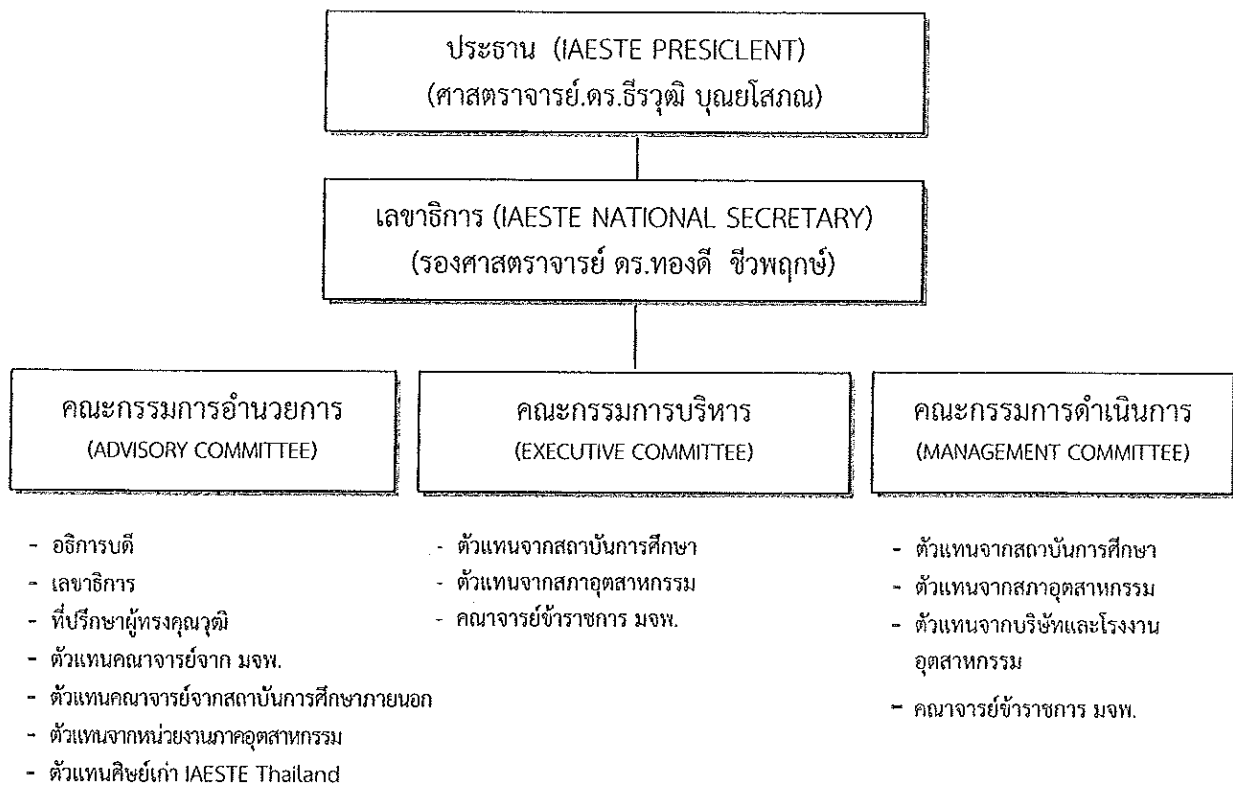 ประธาน (IAESTE PRESICLENT)
(ศาสตราจารย์.ดร.ธีรวุฒิ บุณยโสภณ)
เลขาธิการ (IAESTE NATIONAL SECRETARY)
(รองศาสตราจารย์ ดร.ทองดี ชีวพฤกษ์)
คณะกรรมการอำนวยการ
(ADVISORY COMMITTEE)
- อธิการบดี
- เลขาธิการ
- ที่ปรึกษาผู้ทรงคุณวุฒิ
- ตัวแทนคณาจารย์จาก มจพ.
- ตัวแทนคณาจารย์จากสถาบันการศึกษาภายนอก
- ตัวแทนจากหน่วยงานภาคอุตสาหกรรม
- ตัวแทนศิษย์เก่า IAESTE Thailand
คณะกรรมการบริหาร
(EXECUTIVE COMMITTEE)
- ตัวแทนจากสถาบันการศึกษา
- ตัวแทนจากสภาอุตสาหกรรม
- คณาจารย์ข้าราชการ มจพ.
คณะกรรมการดำเนินการ
(MANAGEMENT COMMITTEE)
- ตัวแทนจากสถาบันการศึกษา
- ตัวแทนจากสภาอุตสาหกรรม
- ตัวแทนจากบริษัทและโรงงาน
อุตสาหกรรม
- คณาจารย์ข้าราชการ มจพ.